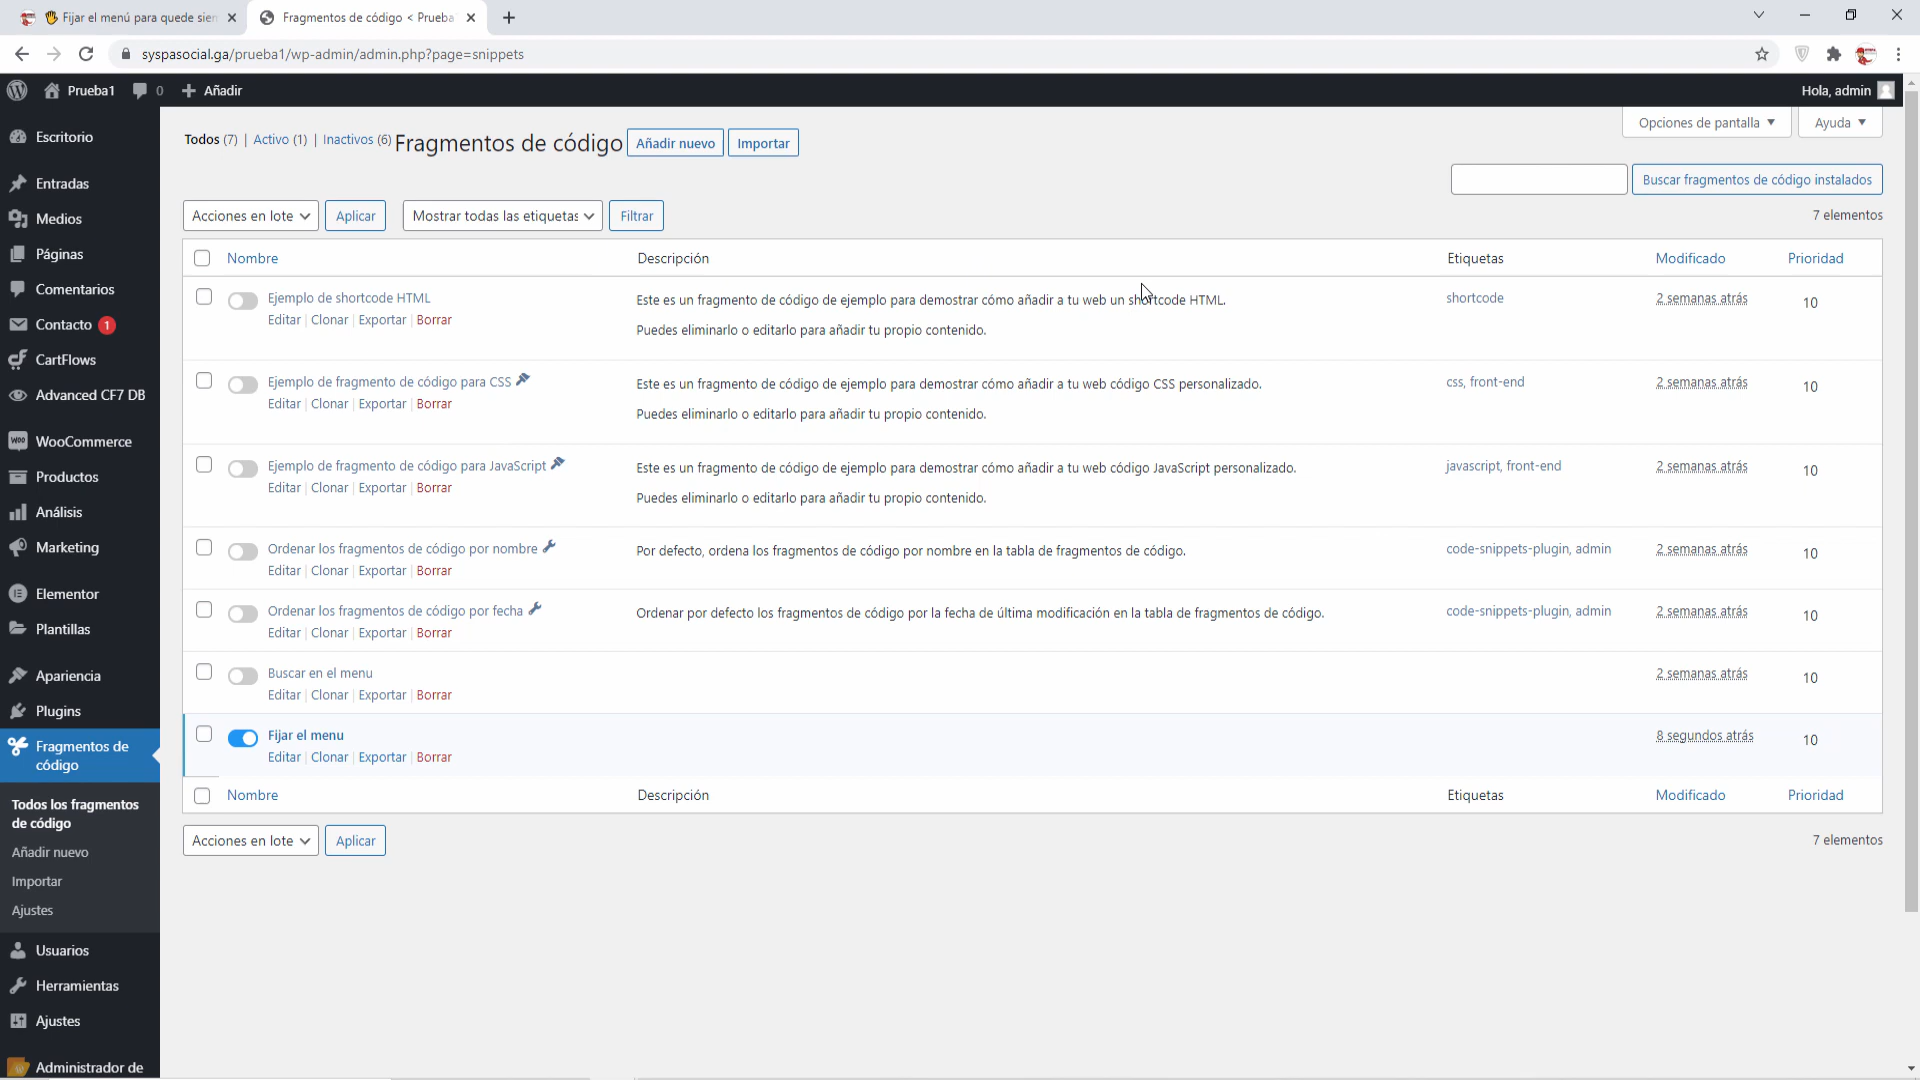 Fijar el menú para quede sier
Fragmentos de código < Prueba
syspasocial.ga/prueba1/wp-admin/admin.php?page=snippets
Prueba1
0
Añadir
Hola, admin
Escritorio
Entradas
Medios
Páginas
Comentarios
Contacto 1
CartFlows
Advanced CF7 DB
WooCommerce
Productos
Análisis
Marketing
Elementor
Plantillas
Apariencia
Plugins
Fragmentos de
código
Todos los fragmentos
de código
Añadir nuevo
Importar
Ajustes
Usuarios
Herramientas
Ajustes
Administrador de
Opciones de pantalla
Ayuda
Todos (7) | Activo (1) | Inactivos (6) Fragmentos de código Añadir nuevo Importar
Buscar fragmentos de código instalados
Acciones en lote Aplicar Mostrar todas las etiquetas Filtrar 7 elementos
Nombre Descripción Etiquetas Modificado Prioridad
Ejemplo de shortcode HTML Este es un fragmento de código de ejemplo para demostrar cómo añadir a tu web un shortcode HTML. shortcode 2 semanas atrás 10
Editar | Clonar | Exportar | Borrar Puedes eliminarlo o editarlo para añadir tu propio contenido.
Ejemplo de fragmento de código para CSS Este es un fragmento de código de ejemplo para demostrar cómo añadir a tu web código CSS personalizado. css, front-end 2 semanas atrás 10
Editar | Clonar | Exportar | Borrar Puedes eliminarlo o editarlo para añadir tu propio contenido.
Ejemplo de fragmento de código para JavaScript Este es un fragmento de código de ejemplo para demostrar cómo añadir a tu web código JavaScript personalizado. javascript, front-end 2 semanas atrás 10
Editar | Clonar | Exportar | Borrar Puedes eliminarlo o editarlo para añadir tu propio contenido.
Ordenar los fragmentos de código por nombre Por defecto, ordena los fragmentos de código por nombre en la tabla de fragmentos de código. code-snippets-plugin, admin 2 semanas atrás 10
Editar | Clonar | Exportar | Borrar
Ordenar los fragmentos de código por fecha Ordenar por defecto los fragmentos de código por la fecha de última modificación en la tabla de fragmentos de código. code-snippets-plugin, admin 2 semanas atrás 10
Editar | Clonar | Exportar | Borrar
Buscar en el menu 2 semanas atrás 10
Editar | Clonar | Exportar | Borrar
Fijar el menu 8 segundos atrás 10
Editar | Clonar | Exportar | Borrar
Nombre Descripción Etiquetas Modificado Prioridad
Acciones en lote Aplicar 7 elementos